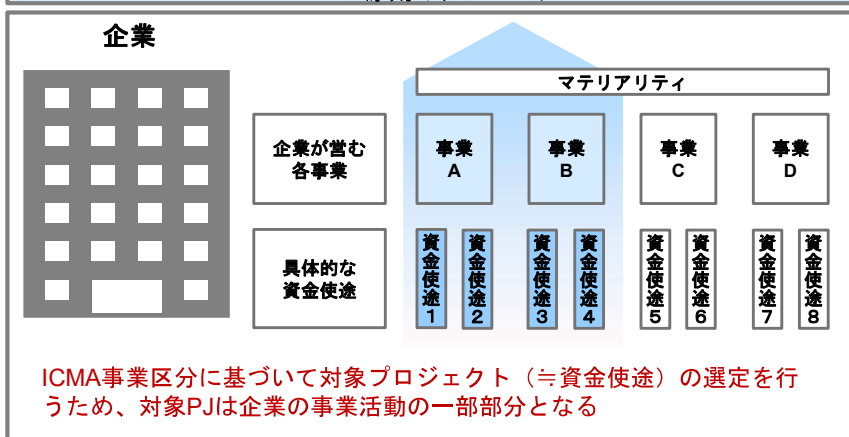 企業
マテリアリティ
企業が営む
各事業
事業
A
事業
B
事業
C
事業
D
具体的な
資金使途
資金使途1
資金使途2
資金使途3
資金使途4
資金使途5
資金使途6
資金使途7
資金使途8
ICMA事業区分に基づいて対象プロジェクト（≒資金使途）の選定を行
うため、対象PJは企業の事業活動の一部部分となる